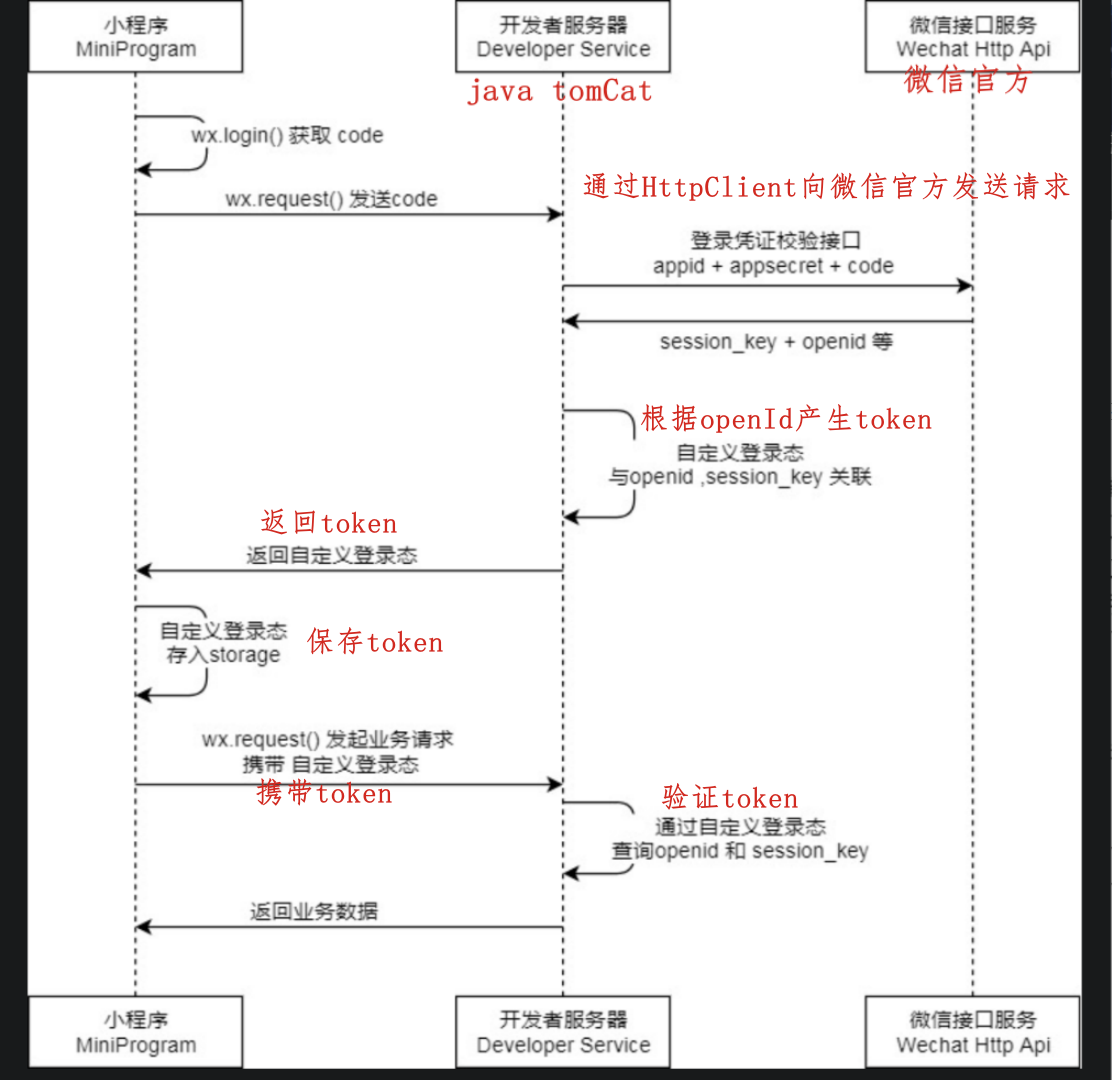 小程序
MiniProgram
开发者服务器
Developer Service
微信接口服务
Wechat Http Api
java tomCat
微信官方
wx.login() 获取 code
通过HttpClient向微信官方发送请求
wx.request() 发送code
登录凭证校验接口
appid + appsecret + code
session_key + openid 等
根据openId产生token
自定义登录态
与openid ,session_key 关联
返回token
返回自定义登录态
自定义登录态
存入storage
保存token
wx.request() 发起业务请求
携带 自定义登录态
携带token
验证token
通过自定义登录态
查询openid 和 session_key
返回业务数据
小程序
MiniProgram
开发者服务器
Developer Service
微信接口服务
Wechat Http Api